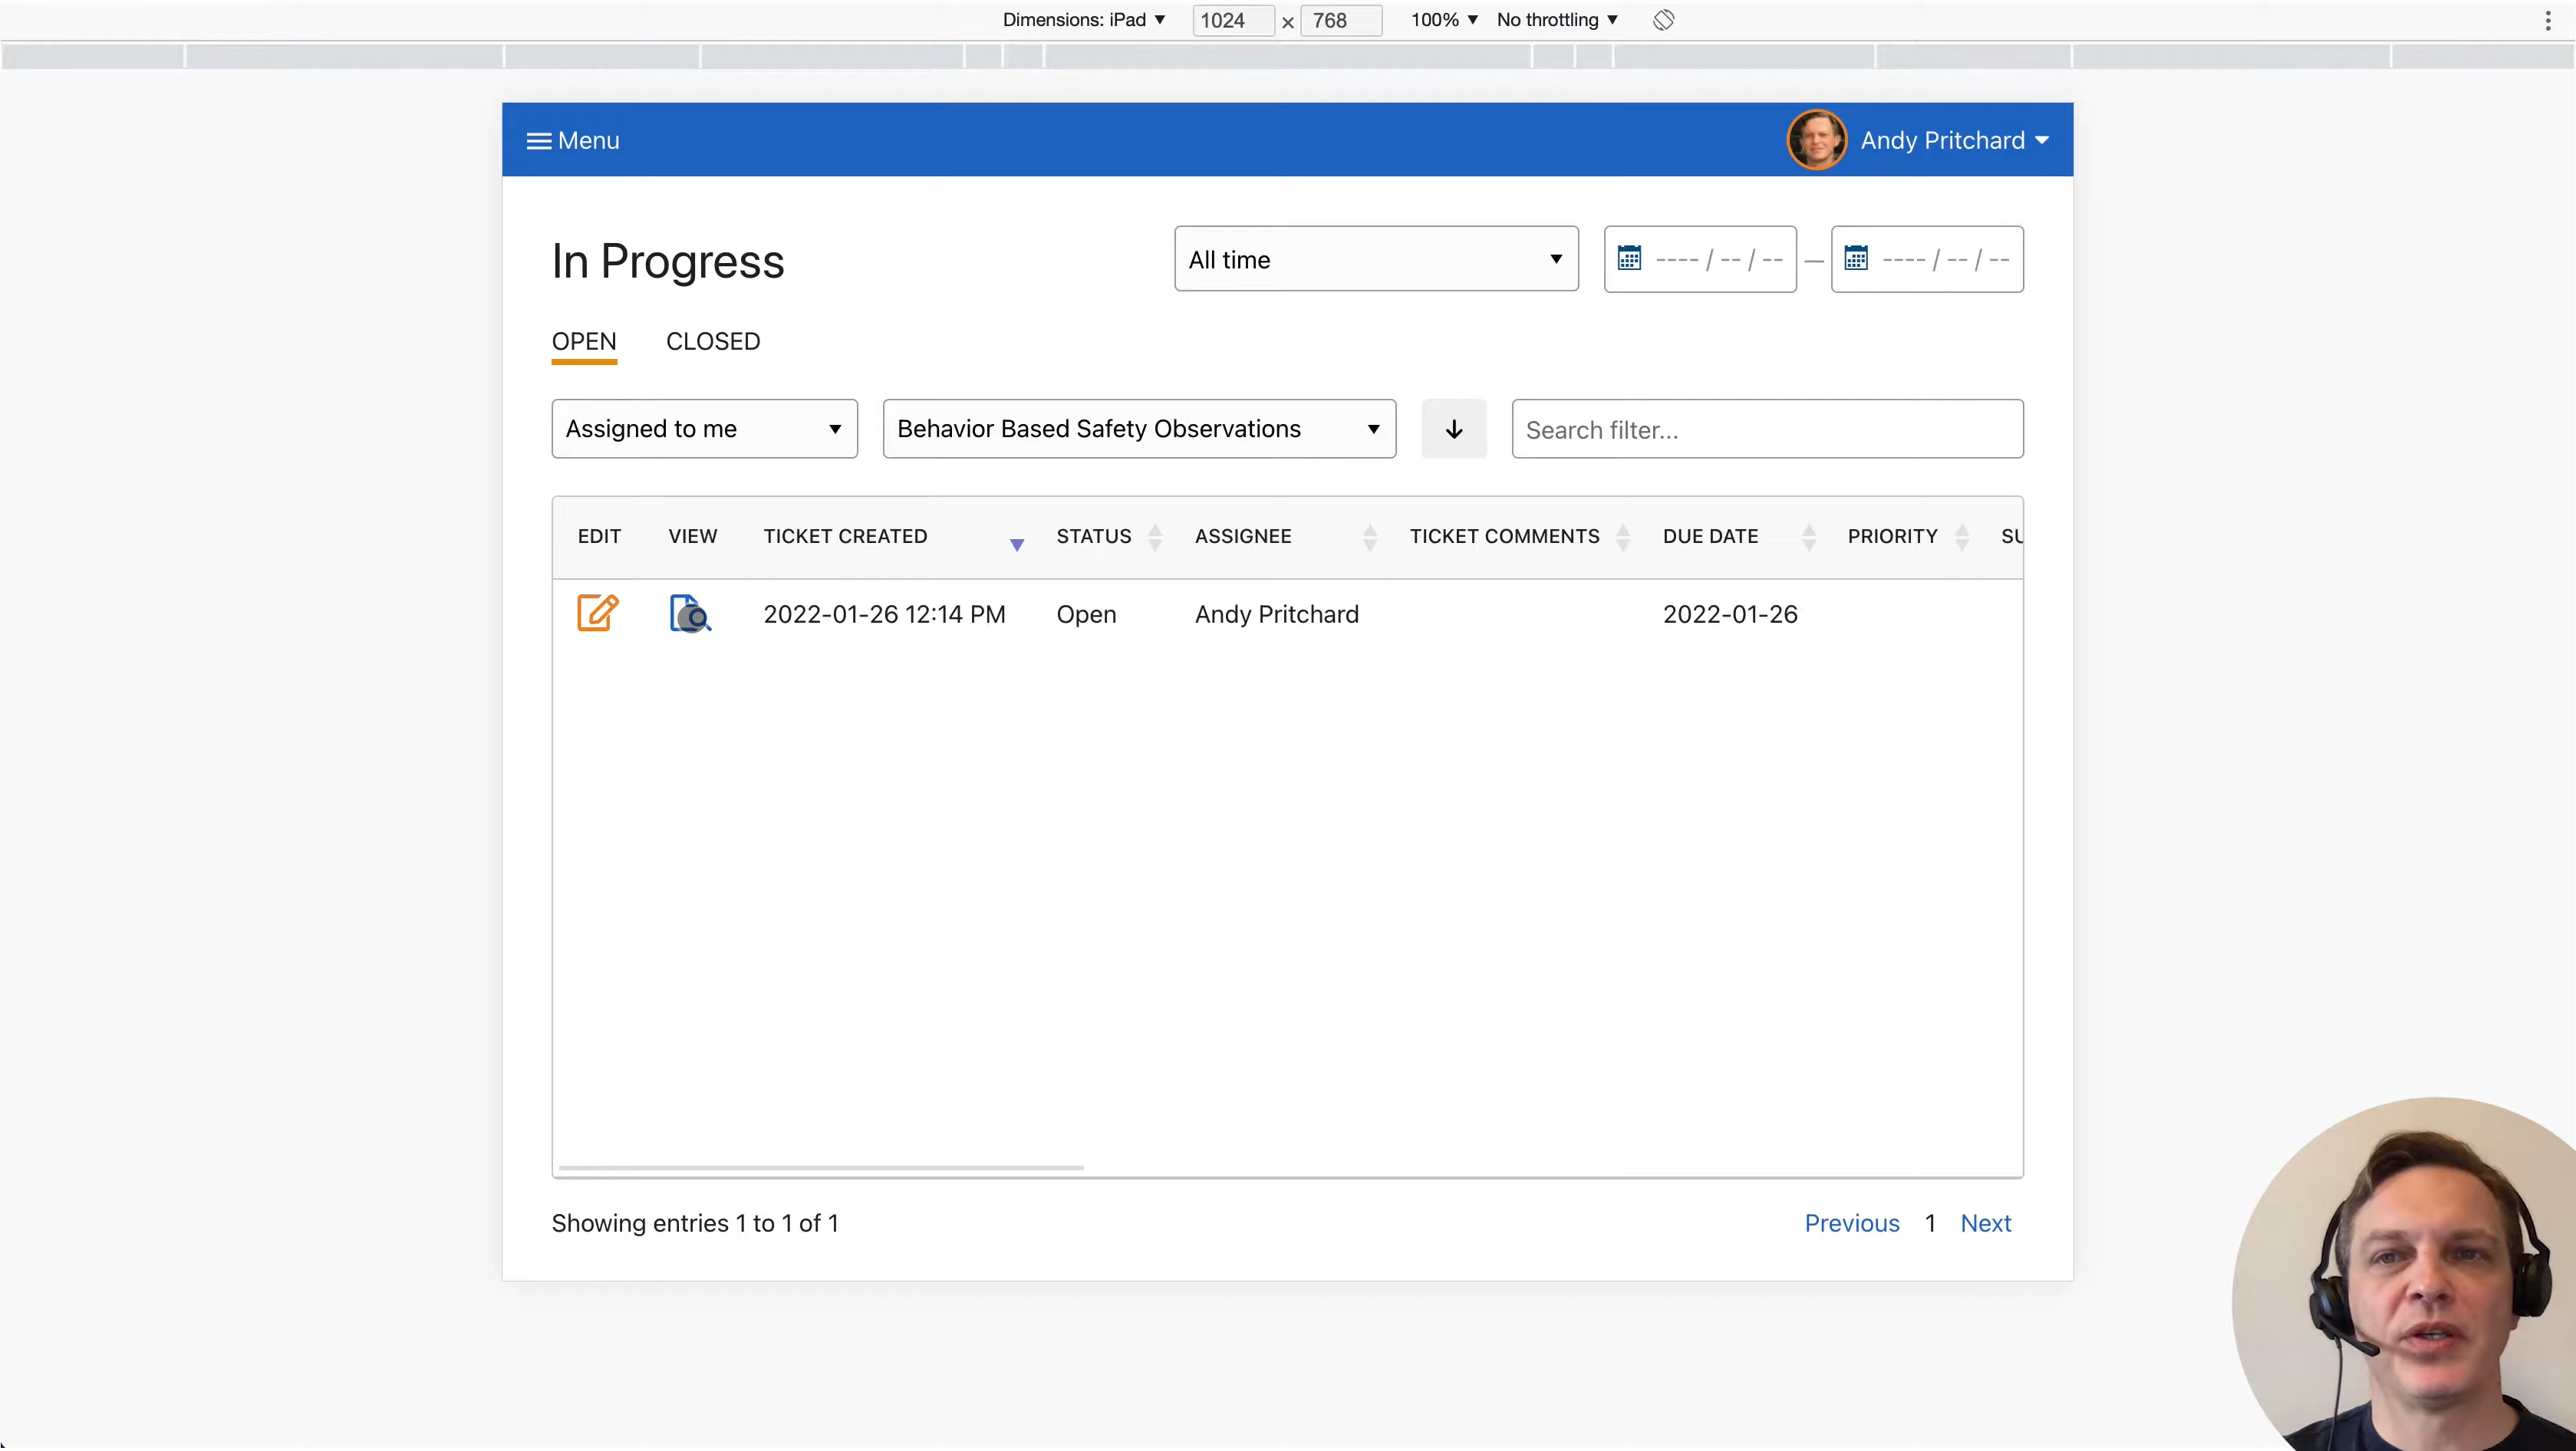 Dimensions: iPad ▼ 1024 × 768 100% ▼ No throttling ▼
Menu
Andy Pritchard
In Progress
All time
---- / -- / -- — ---- / -- / --
OPEN CLOSED
Assigned to me
Behavior Based Safety Observations
Search filter...
EDIT VIEW TICKET CREATED STATUS ASSIGNEE TICKET COMMENTS DUE DATE PRIORITY SU
2022-01-26 12:14 PM Open Andy Pritchard 2022-01-26
Showing entries 1 to 1 of 1
Previous 1 Next